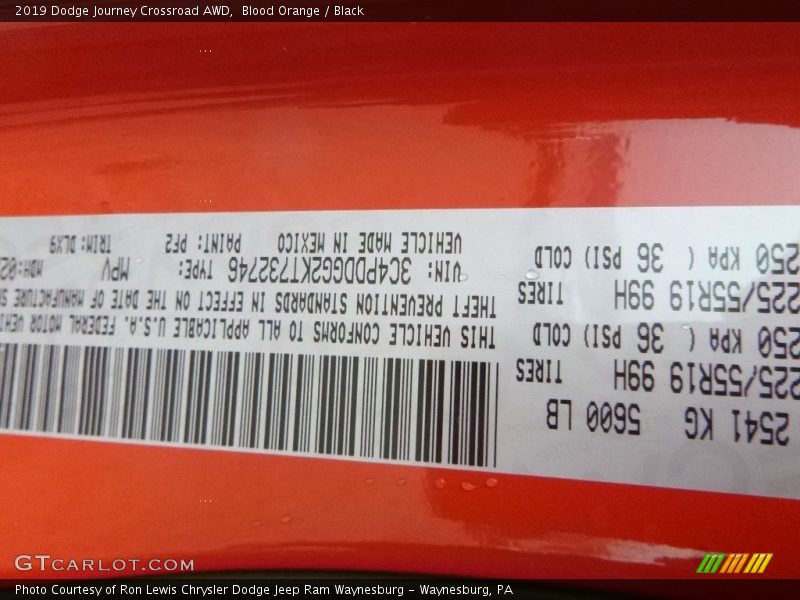 2019 Dodge Journey Crossroad AWD,  Blood Orange / Black
2541 KG 5600 LB
225/55R19 99H TIRES
250 KPA ( 36 PSI) COLD
225/55R19 99H TIRES
250 KPA ( 36 PSI) COLD
THIS VEHICLE CONFORMS TO ALL APPLICABLE U.S.A. FEDERAL MOTOR
THEFT PREVENTION STANDARDS IN EFFECT ON THE DATE OF MANUFACTURE
VIN: 3C4PDDGG2KT732746 TYPE: MPV MDH:02
VEHICLE MADE IN MEXICO PAINT: PF2 TRIM: DLX9
GTCARLOT.COM
Photo Courtesy of Ron Lewis Chrysler Dodge Jeep Ram Waynesburg - Waynesburg, PA